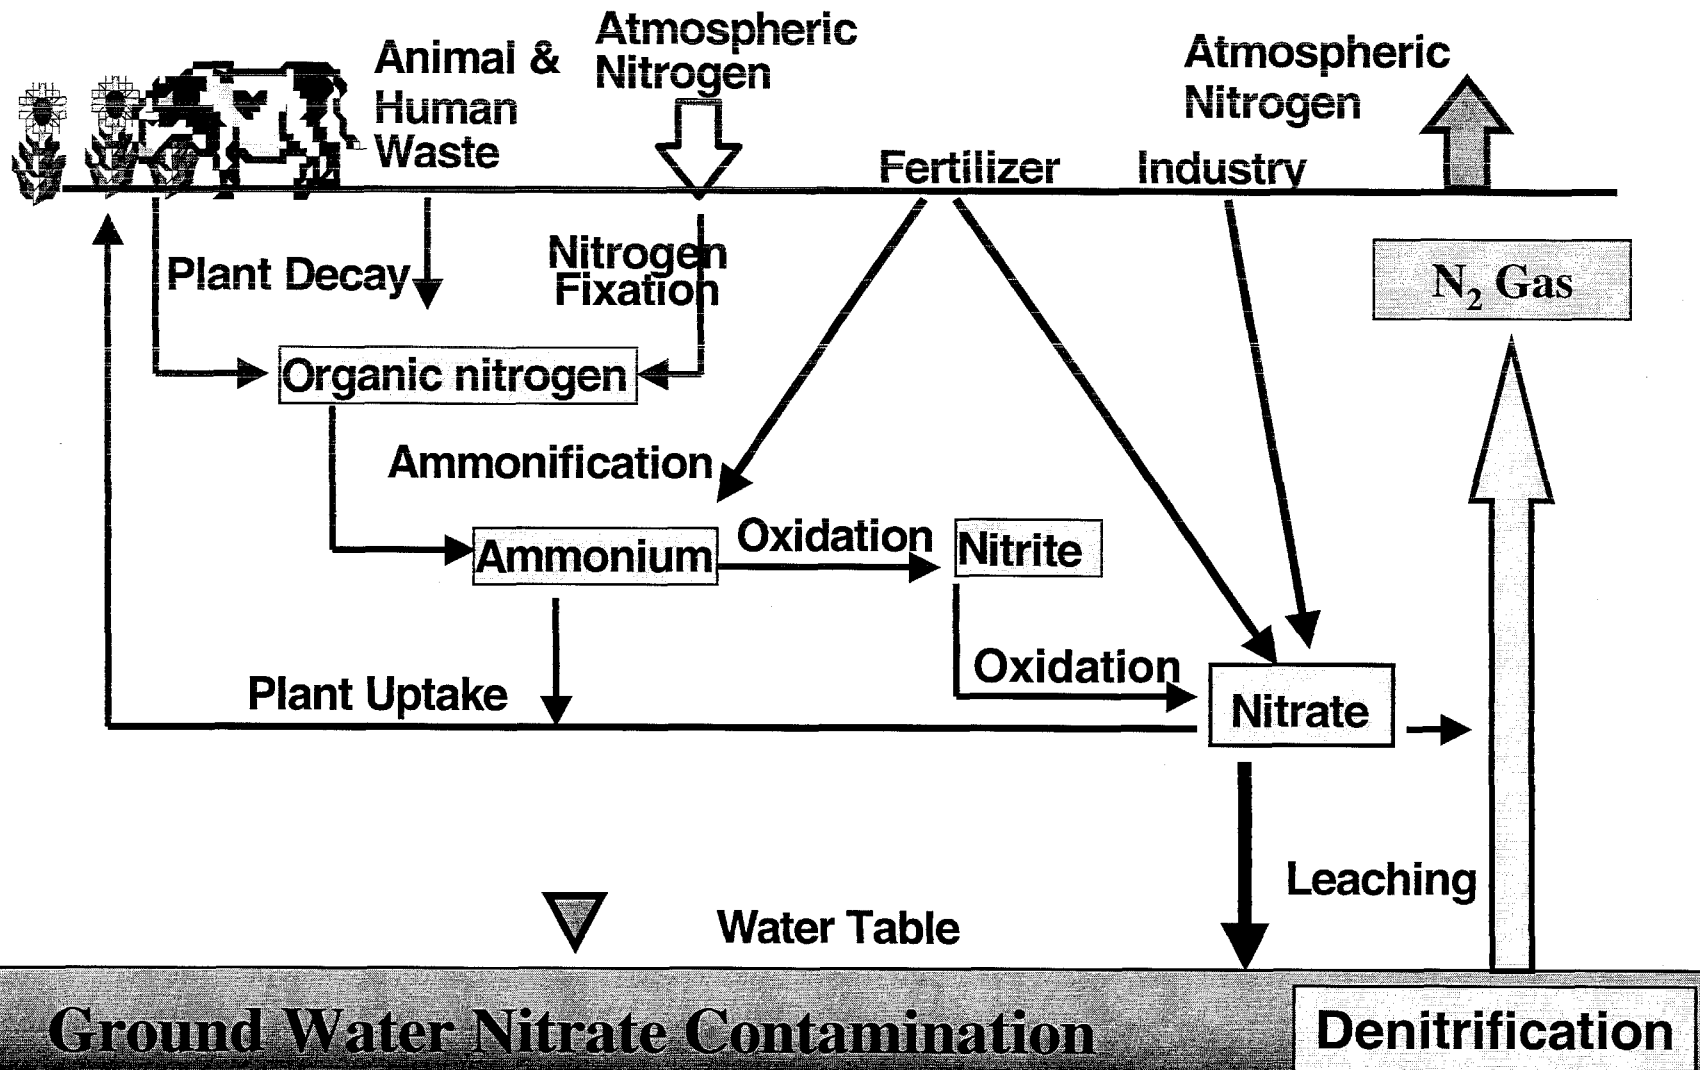 Animal &
Human
Waste
Atmospheric
Nitrogen
Fertilizer
Industry
Atmospheric
Nitrogen
Plant Decay
Nitrogen
Fixation
N₂ Gas
Organic nitrogen
Ammonification
Ammonium
Oxidation
Nitrite
Oxidation
Plant Uptake
Nitrate
Leaching
Water Table
Ground Water Nitrate Contamination
Denitrification